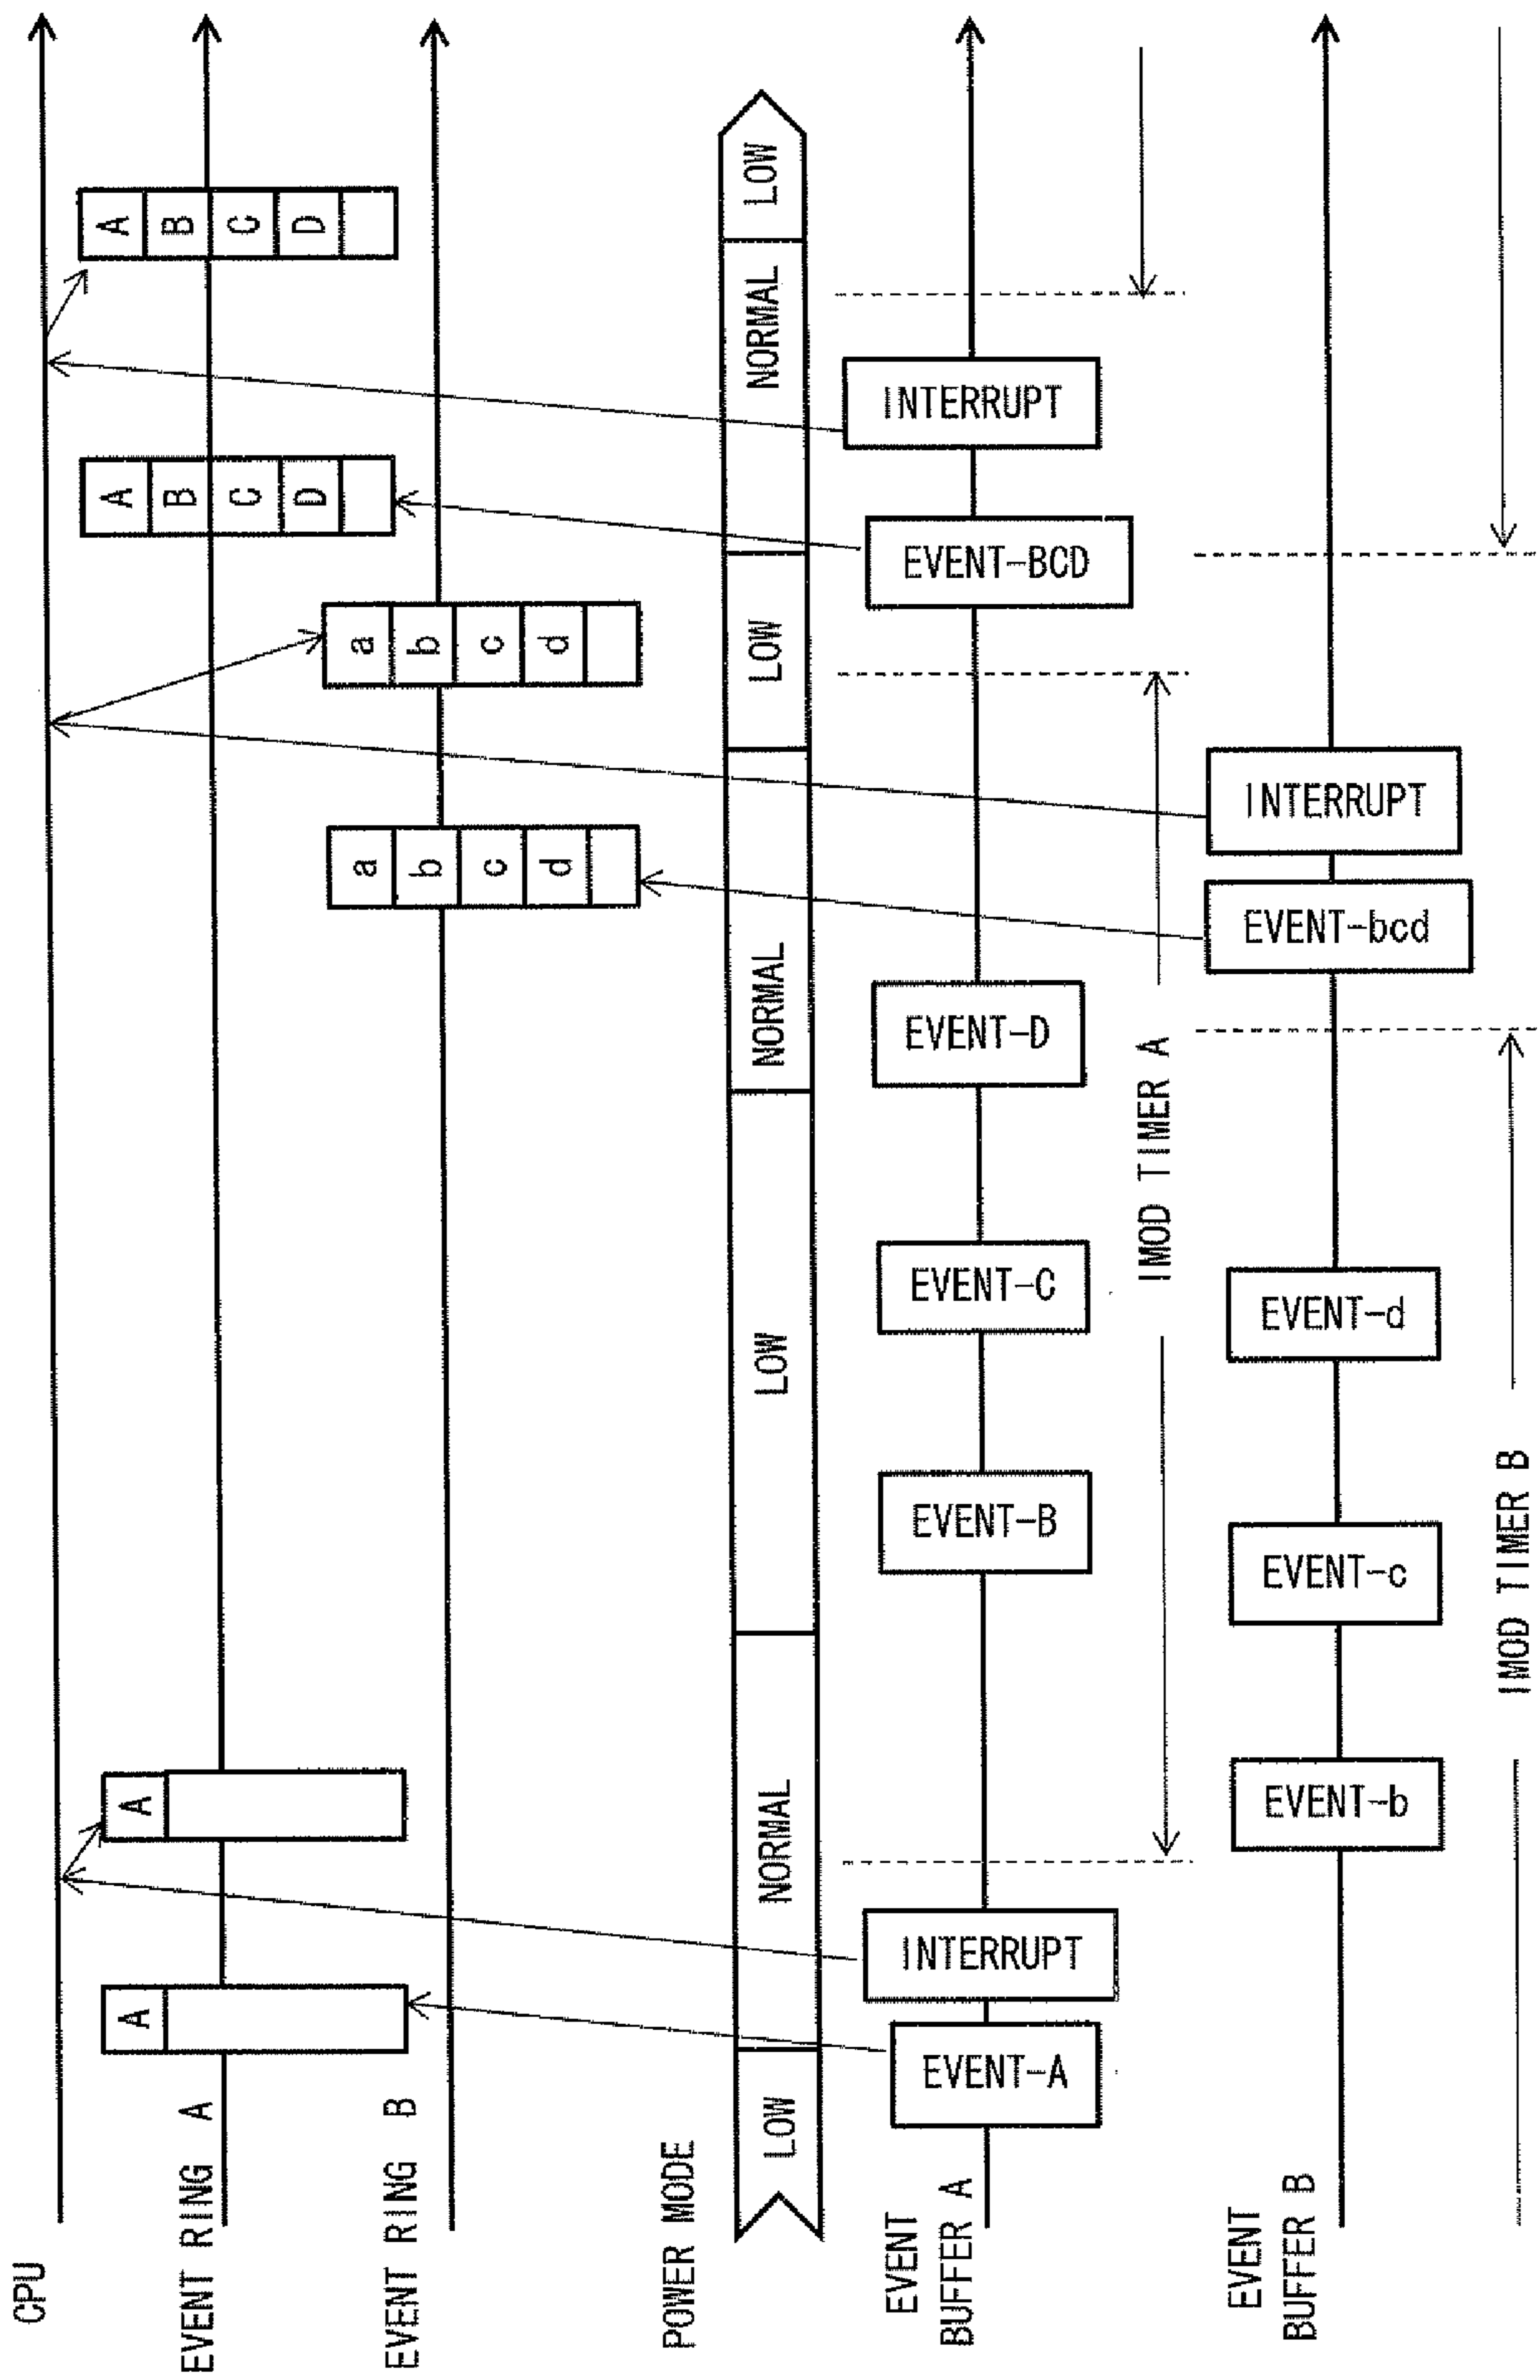 CPU
A
A
A
B
C
D
A
B
C
D
EVENT RING A
EVENT RING B
a
b
c
d
a
b
c
d
POWER MODE
LOW
NORMAL
LOW
NORMAL
LOW
NORMAL
LOW
EVENT
BUFFER A
EVENT-A
INTERRUPT
EVENT-B
EVENT-C
EVENT-D
EVENT-BCD
INTERRUPT
IMOD TIMER A
EVENT
BUFFER B
EVENT-b
EVENT-c
EVENT-d
EVENT-bcd
INTERRUPT
IMOD TIMER B